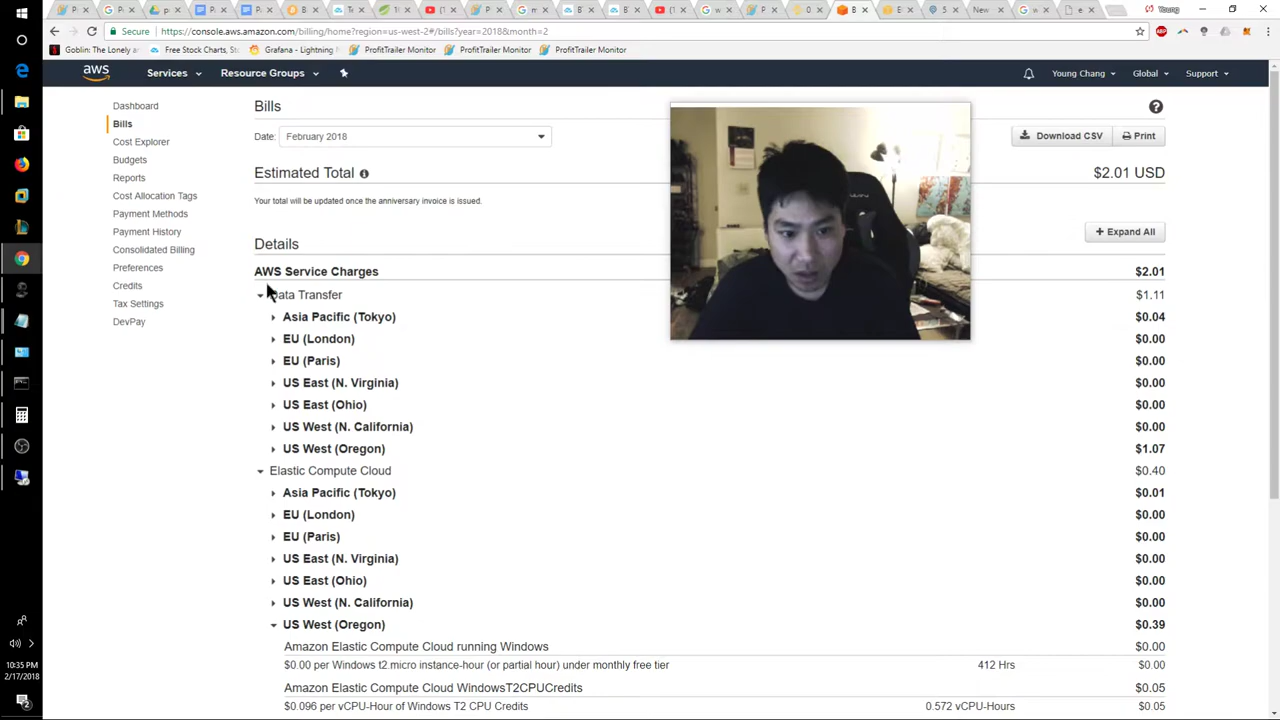 Young
Secure
https://console.aws.amazon.com/billing/home?region=us-west-2#/bills?year=2018&month=2
Goblin: The Lonely a
Free Stock Charts, St
Grafana - Lightning
ProfitTrailer Monitor
ProfitTrailer Monitor
ProfitTrailer Monitor
aws
Services
Resource Groups
Young Chang
Global
Support
Dashboard
Bills
Cost Explorer
Budgets
Reports
Cost Allocation Tags
Payment Methods
Payment History
Consolidated Billing
Preferences
Credits
Tax Settings
DevPay
Bills
Date: February 2018
Download CSV
Print
Estimated Total
$2.01 USD
Your total will be updated once the anniversary invoice is issued.
Details
+ Expand All
AWS Service Charges $2.01
Data Transfer $1.11
Asia Pacific (Tokyo) $0.04
EU (London) $0.00
EU (Paris) $0.00
US East (N. Virginia) $0.00
US East (Ohio) $0.00
US West (N. California) $0.00
US West (Oregon) $1.07
Elastic Compute Cloud $0.40
Asia Pacific (Tokyo) $0.01
EU (London) $0.00
EU (Paris) $0.00
US East (N. Virginia) $0.00
US East (Ohio) $0.00
US West (N. California) $0.00
US West (Oregon) $0.39
Amazon Elastic Compute Cloud running Windows $0.00
$0.00 per Windows t2.micro instance-hour (or partial hour) under monthly free tier 412 Hrs $0.00
Amazon Elastic Compute Cloud WindowsT2CPUCredits $0.05
$0.096 per vCPU-Hour of Windows T2 CPU Credits 0.572 vCPU-Hours $0.05
10:35 PM
2/17/2018